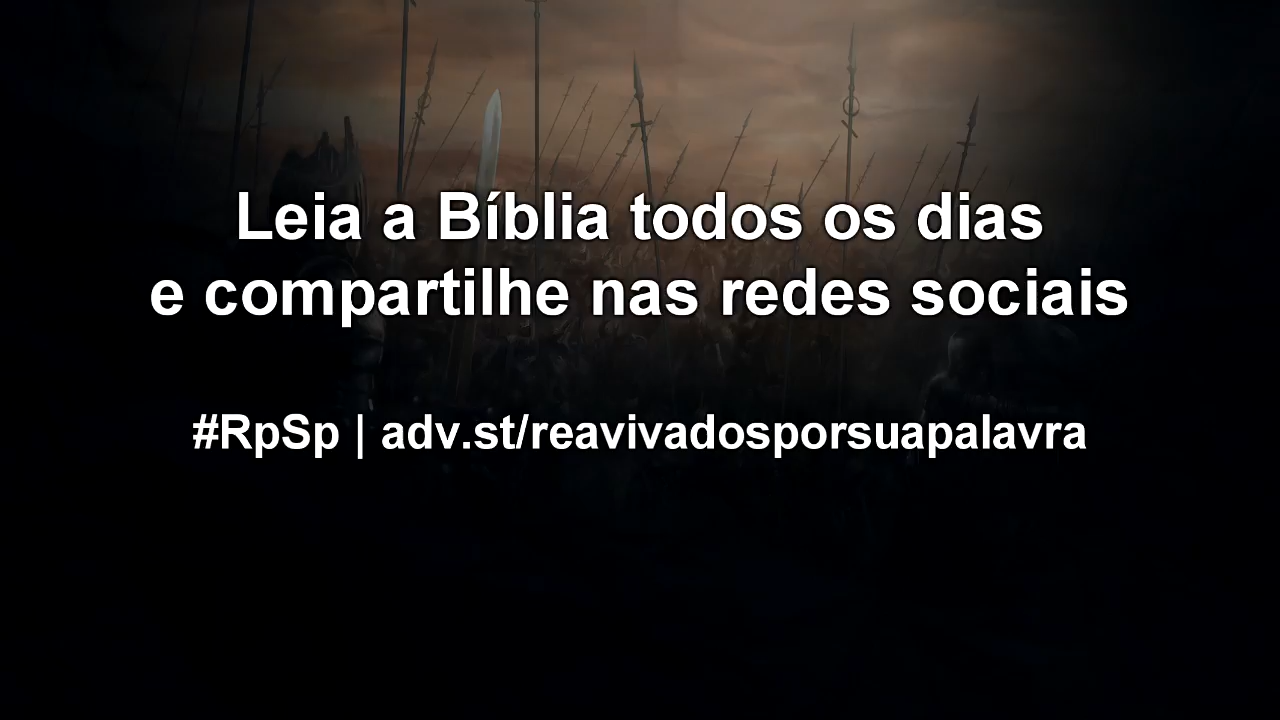 Leia a Bíblia todos os dias
e compartilhe nas redes sociais
#RpSp | adv.st/reavivadosporsuapalavra